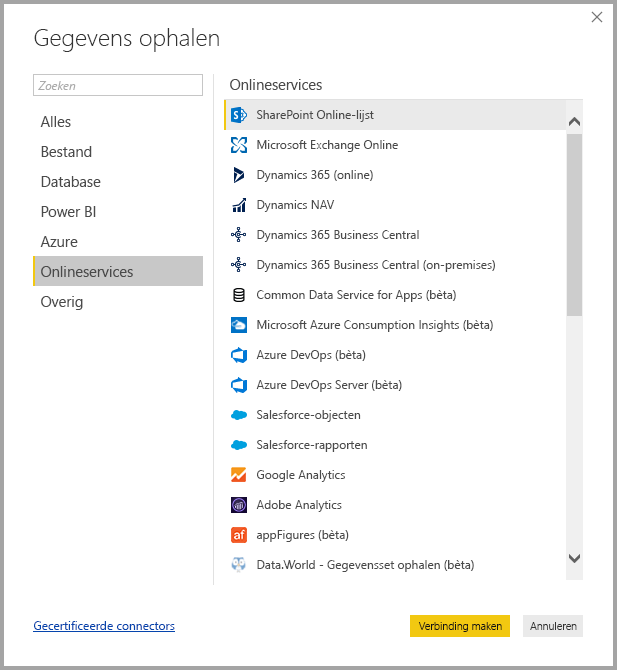 Gegevens ophalen
Zoeken
Alles
Bestand
Database
Power BI
Azure
Onlineservices
Overig
Onlineservices
SharePoint Online-lijst
Microsoft Exchange Online
Dynamics 365 (online)
Dynamics NAV
Dynamics 365 Business Central
Dynamics 365 Business Central (on-premises)
Common Data Service for Apps (bèta)
Microsoft Azure Consumption Insights (bèta)
Azure DevOps (bèta)
Azure DevOps Server (bèta)
Salesforce-objecten
Salesforce-rapporten
Google Analytics
Adobe Analytics
af appFigures (bèta)
Data.World - Gegevensset ophalen (bèta)
Gecertificeerde connectors
Verbinding maken
Annuleren